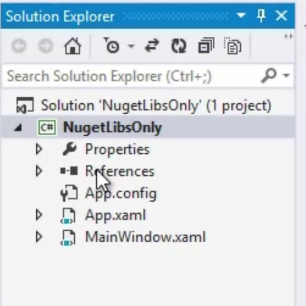 Solution Explorer
Search Solution Explorer (Ctrl+;)
Solution 'NugetLibsOnly' (1 project)
C# NugetLibsOnly
Properties
References
App.config
App.xaml
MainWindow.xaml